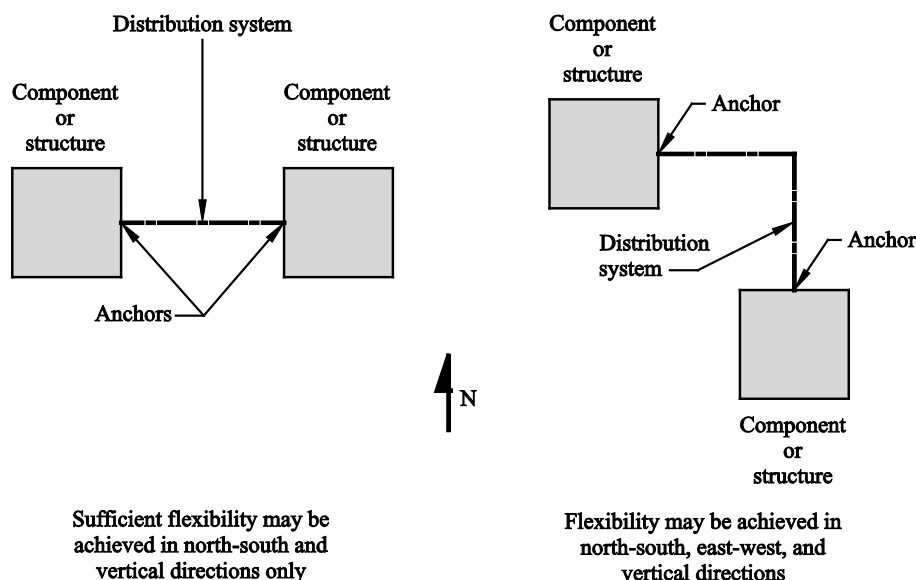 Distribution system
Component
or
structure
Component
or
structure
Anchors
Component
or
structure
Anchor
Distribution
system
Anchor
Component
or
structure
N
Sufficient flexibility may be
achieved in north-south and
vertical directions only
Flexibility may be achieved in
north-south, east-west, and
vertical directions